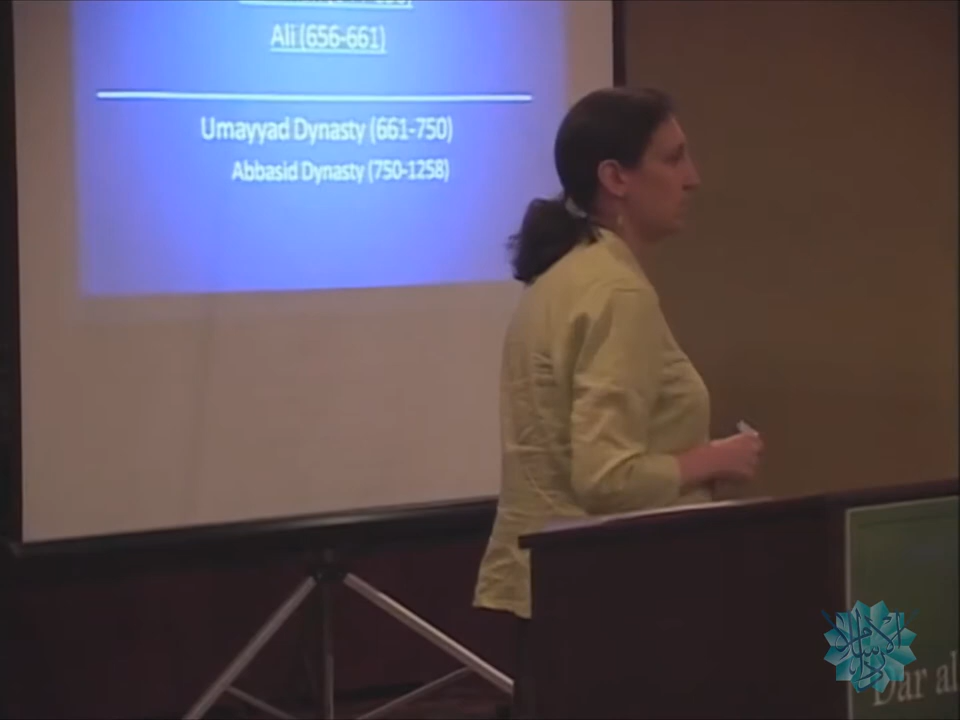 Ali (656-661)
Umayyad Dynasty (661-750)
Abbasid Dynasty (750-1258)
Dar al